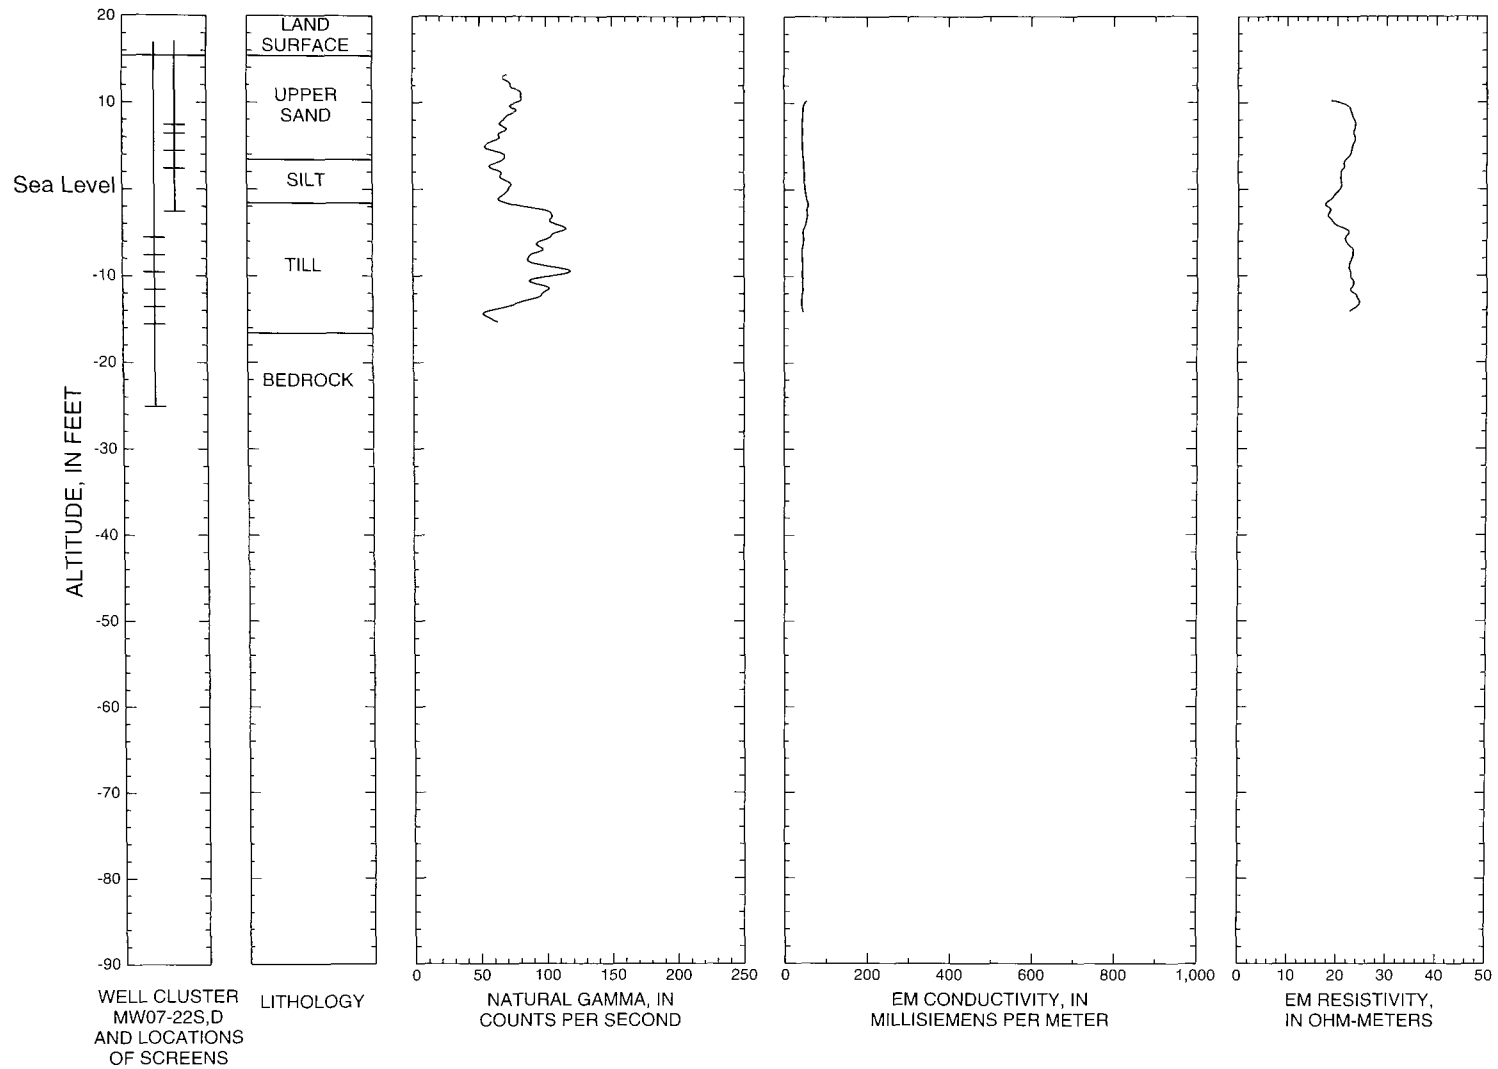 20
10
Sea Level
-10
-20
-30
-40
-50
-60
-70
-80
-90
ALTITUDE, IN FEET
WELL CLUSTER
MW07-22S,D
AND LOCATIONS
OF SCREENS
LAND
SURFACE
UPPER
SAND
SILT
TILL
BEDROCK
LITHOLOGY
0 50 100 150 200 250
NATURAL GAMMA, IN
COUNTS PER SECOND
0 200 400 600 800 1,000
EM CONDUCTIVITY, IN
MILLISIEMENS PER METER
0 10 20 30 40 50
EM RESISTIVITY,
IN OHM-METERS